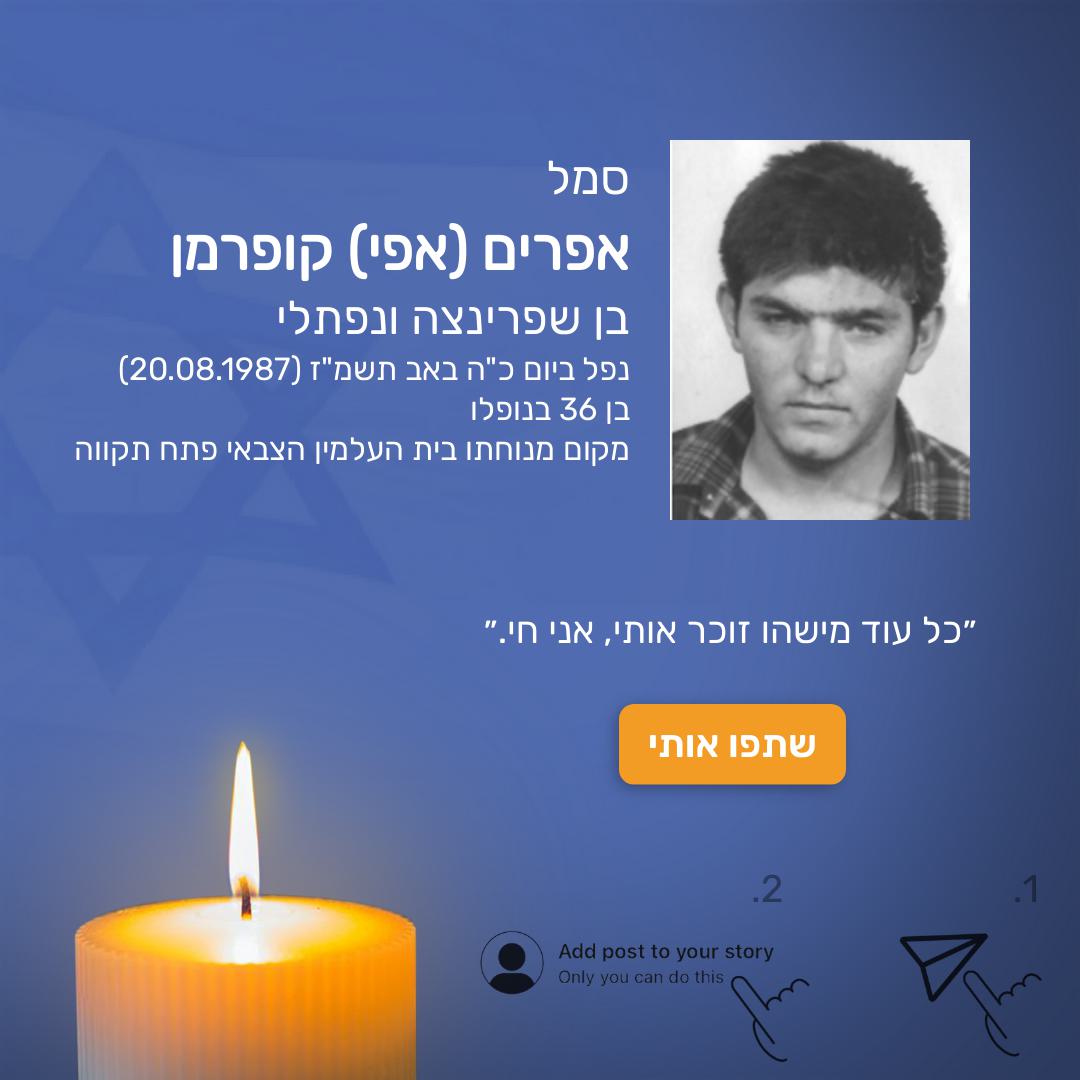 סמל
אפרים (אפי) קופרמן
בן שפרינצה ונפתלי
נפל ביום כ"ה באב תשמ"ז (20.08.1987)
בן 36 בנופלו
מקום מנוחתו בית העלמין הצבאי פתח תקווה
״כל עוד מישהו זוכר אותי, אני חי.״
שתפו אותי
1.
2.
Add post to your story
Only you can do this